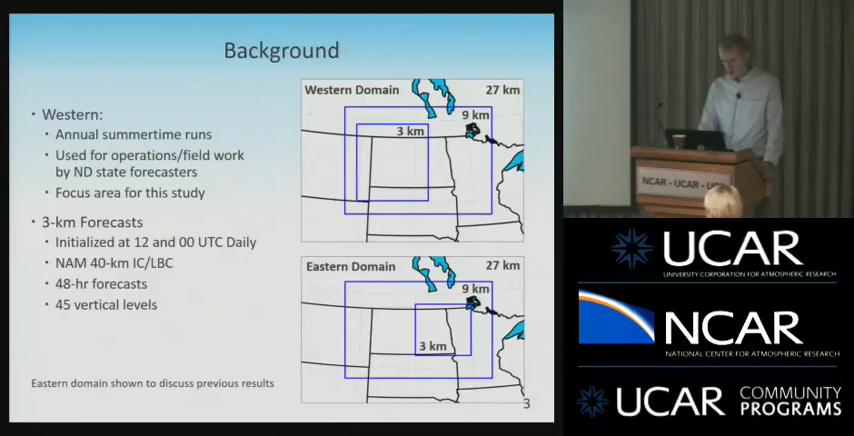 Background
· Western:
· Annual summertime runs
· Used for operations/field work
by ND state forecasters
· Focus area for this study
· 3-km Forecasts
· Initialized at 12 and 00 UTC Daily
· NAM 40-km IC/LBC
· 48-hr forecasts
· 45 vertical levels
Eastern domain shown to discuss previous results
Western Domain 27 km
9 km
3 km
Eastern Domain 27 km
9 km
3 km
3
NCAR - UCAR -
UCAR
UNIVERSITY CORPORATION FOR ATMOSPHERIC RESEARCH
NCAR
NATIONAL CENTER FOR ATMOSPHERIC RESEARCH
UCAR COMMUNITY
PROGRAMS